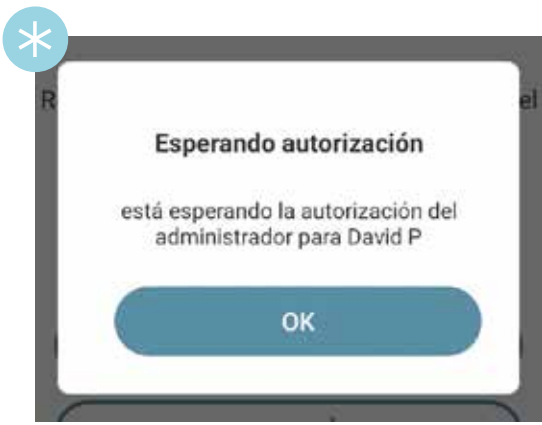 Esperando autorización
está esperando la autorización del
administrador para David P
OK